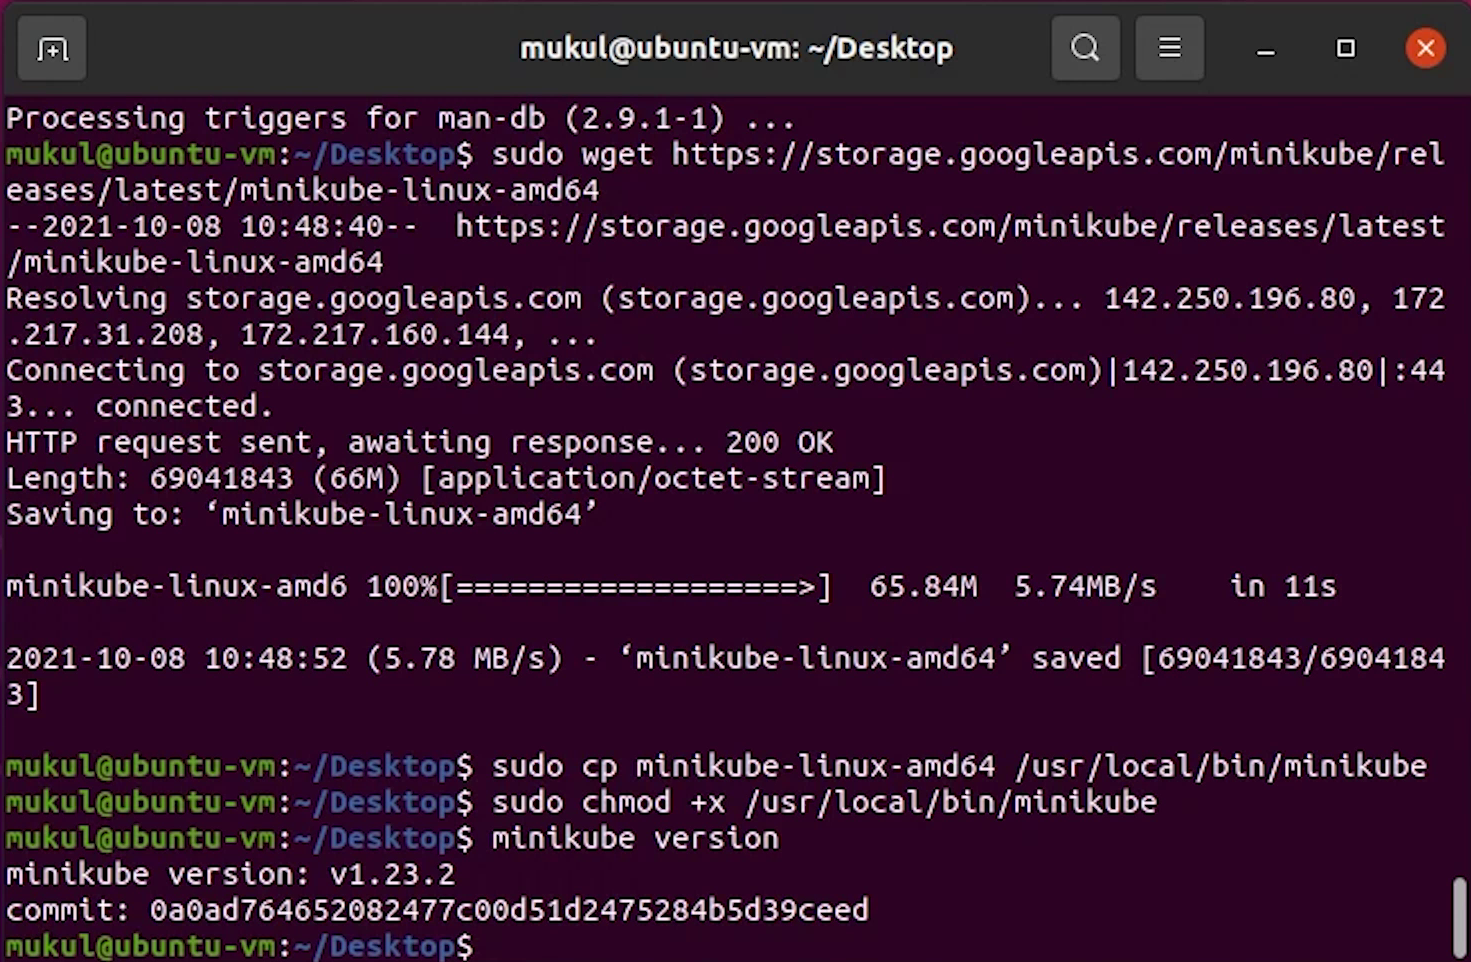 mukul@ubuntu-vm: ~/Desktop
Processing triggers for man-db (2.9.1-1) ...
mukul@ubuntu-vm:~/Desktop$ sudo wget https://storage.googleapis.com/minikube/rel
eases/latest/minikube-linux-amd64
--2021-10-08 10:48:40--  https://storage.googleapis.com/minikube/releases/latest
/minikube-linux-amd64
Resolving storage.googleapis.com (storage.googleapis.com)... 142.250.196.80, 172
.217.31.208, 172.217.160.144, ...
Connecting to storage.googleapis.com (storage.googleapis.com)|142.250.196.80|:44
3... connected.
HTTP request sent, awaiting response... 200 OK
Length: 69041843 (66M) [application/octet-stream]
Saving to: ‘minikube-linux-amd64’
minikube-linux-amd6 100%[===================>]  65.84M  5.74MB/s    in 11s
2021-10-08 10:48:52 (5.78 MB/s) - ‘minikube-linux-amd64’ saved [69041843/6904184
3]
mukul@ubuntu-vm:~/Desktop$ sudo cp minikube-linux-amd64 /usr/local/bin/minikube
mukul@ubuntu-vm:~/Desktop$ sudo chmod +x /usr/local/bin/minikube
mukul@ubuntu-vm:~/Desktop$ minikube version
minikube version: v1.23.2
commit: 0a0ad764652082477c00d51d2475284b5d39ceed
mukul@ubuntu-vm:~/Desktop$